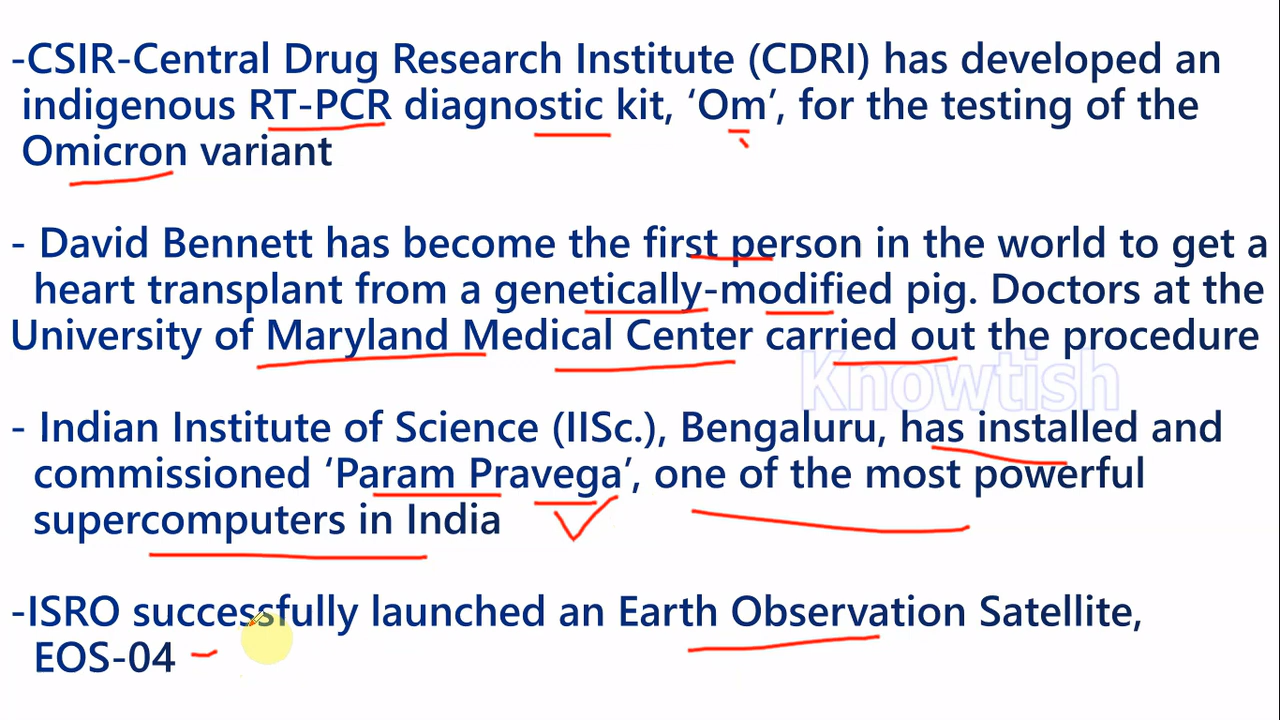 -CSIR-Central Drug Research Institute (CDRI) has developed an
indigenous RT-PCR diagnostic kit, ‘Om’, for the testing of the
Omicron variant
- David Bennett has become the first person in the world to get a
heart transplant from a genetically-modified pig. Doctors at the
University of Maryland Medical Center carried out the procedure
Knowtish
- Indian Institute of Science (IISc.), Bengaluru, has installed and
commissioned ‘Param Pravega’, one of the most powerful
supercomputers in India
-ISRO successfully launched an Earth Observation Satellite,
EOS-04